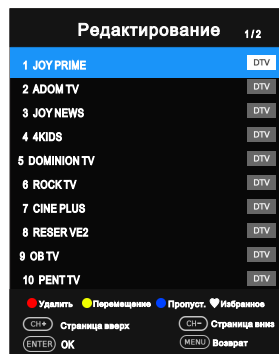 Редактирование 1/2
1 JOY PRIME DTV
2 ADOM TV DTV
3 JOY NEWS DTV
4 4KIDS DTV
5 DOMINION TV DTV
6 ROCK TV DTV
7 CINE PLUS DTV
8 RESER VE2 DTV
9 OB TV DTV
10 PENT TV DTV
Удалить Перемещение Пропуст. Избранное
CH+ Страница вверх CH- Страница вниз
ENTER OK MENU Возврат